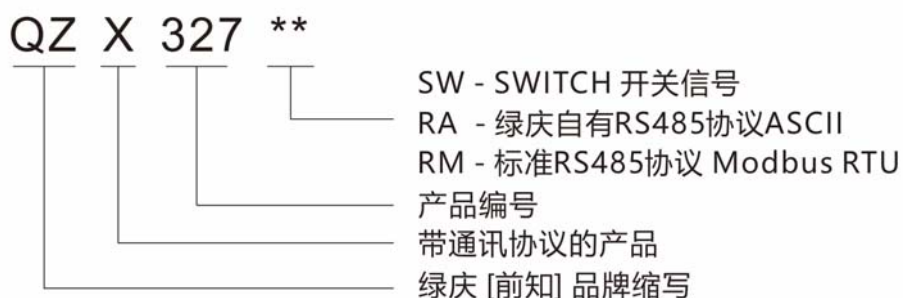 QZ X 327 **
SW - SWITCH 开关信号
RA - 绿庆自有RS485协议ASCII
RM - 标准RS485协议 Modbus RTU
产品编号
带通讯协议的产品
绿庆 [前知] 品牌缩写